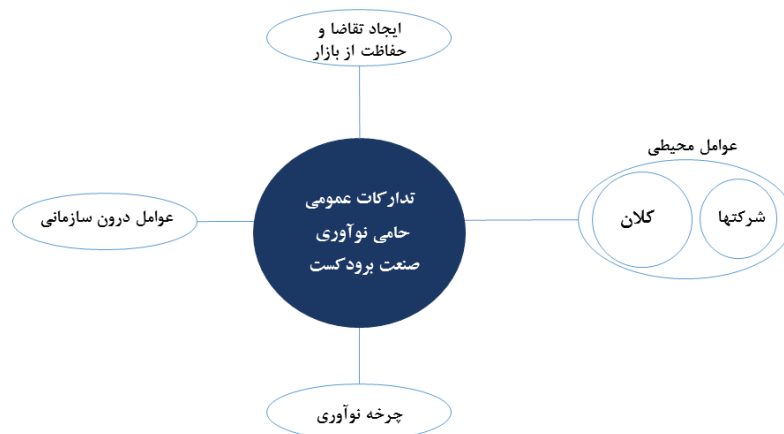 ایجاد تقاضا و
حفاظت از بازار
عوامل محیطی
شرکتها
کلان
تدارکات عمومی
حامی نوآوری
صنعت برودکست
عوامل درون سازمانی
چرخه نوآوری